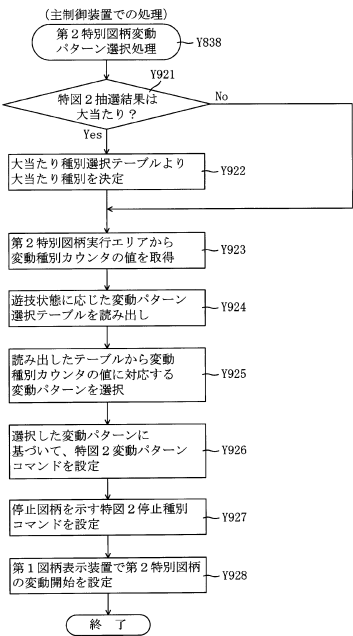 (主制御装置での処理)
第2特別図柄変動
パターン選択処理
Y838
Y921
特図2抽選結果は
大当たり?
No
Yes
大当たり種別選択テーブルより
大当たり種別を決定
Y922
第2特別図柄実行エリアから
変動種別カウンタの値を取得
Y923
遊技状態に応じた変動パターン
選択テーブルを読み出し
Y924
読み出したテーブルから変動
種別カウンタの値に対応する
変動パターンを選択
Y925
選択した変動パターンに
基づいて、特図2変動パターン
コマンドを設定
Y926
停止図柄を示す特図2停止種別
コマンドを設定
Y927
第1図柄表示装置で第2特別図柄
の変動開始を設定
Y928
終 了